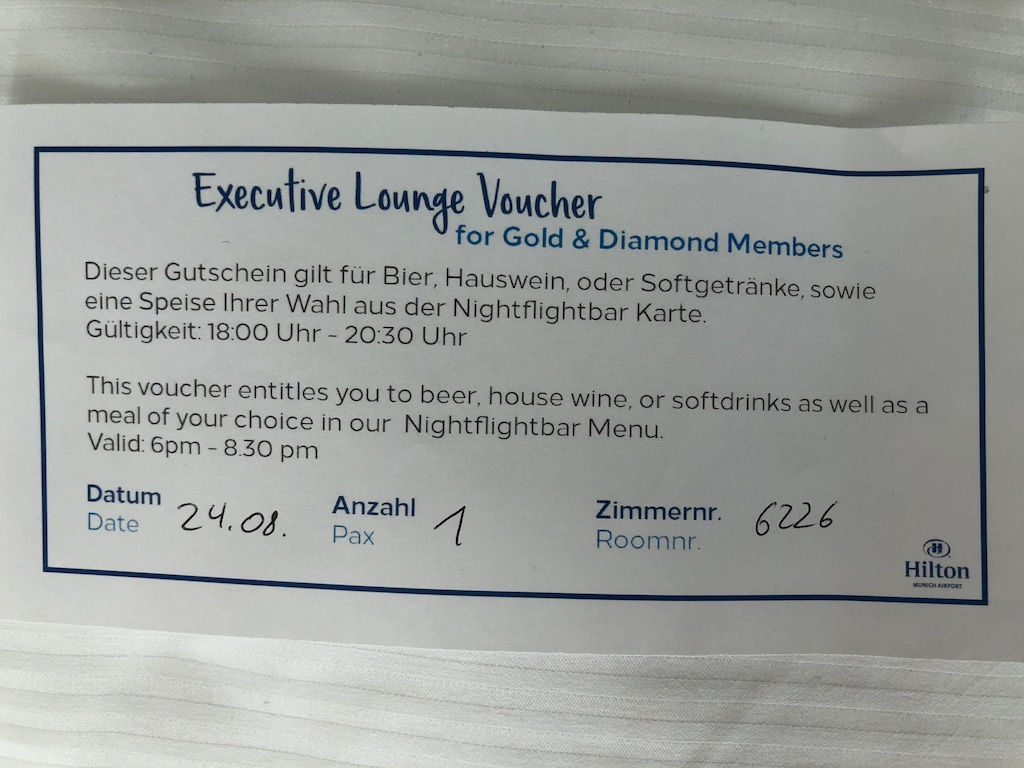 Executive Lounge Voucher
for Gold & Diamond Members
Dieser Gutschein gilt für Bier, Hauswein, oder Softgetränke, sowie
eine Speise Ihrer Wahl aus der Nightflightbar Karte.
Gültigkeit: 18:00 Uhr - 20:30 Uhr
This voucher entitles you to beer, house wine, or softdrinks as well as a
meal of your choice in our Nightflightbar Menu.
Valid: 6pm - 8.30 pm
Datum 24.08. Anzahl 1 Zimmernr. 6226
Date Pax Roomnr.
H
Hilton
MUNICH AIRPORT